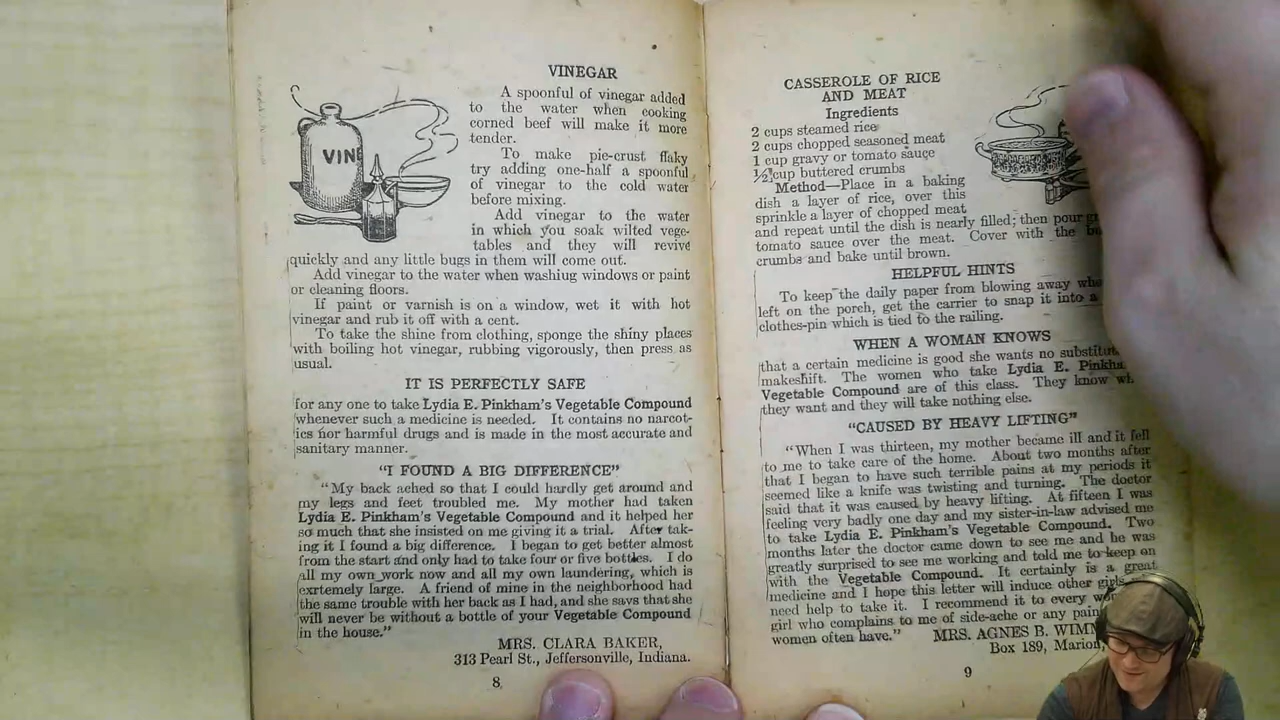 VINEGAR
VIN
A spoonful of vinegar added
to the water when cooking
corned beef will make it more
tender.
To make pie-crust flaky
try adding one-half a spoonful
of vinegar to the cold water
before mixing.
Add vinegar to the water
in which you soak wilted vege-
tables and they will revive
quickly and any little bugs in them will come out.
Add vinegar to the water when washiug windows or paint
or cleaning floors.
If paint or varnish is on a window, wet it with hot
vinegar and rub it off with a cent.
To take the shine from clothing, sponge the shiny places
with boiling hot vinegar, rubbing vigorously, then press as
usual.
IT IS PERFECTLY SAFE
for any one to take Lydia E. Pinkham's Vegetable Compound
whenever such a medicine is needed. It contains no narcot-
ics nor harmful drugs and is made in the most accurate and
sanitary manner.
"I FOUND A BIG DIFFERENCE"
"My back ached so that I could hardly get around and
my legs and feet troubled me. My mother had taken
Lydia E. Pinkham's Vegetable Compound and it helped her
so much that she insisted on me giving it a trial. After tak-
ing it I found a big difference. I began to get better almost
from the start and only had to take four or five bottles. I do
all my own work now and all my own laundering, which is
exrtemely large. A friend of mine in the neighborhood had
the same trouble with her back as I had, and she says that she
will never be without a bottle of your Vegetable Compound
in the house."
MRS. CLARA BAKER,
313 Pearl St., Jeffersonville, Indiana.
8
CASSEROLE OF RICE
AND MEAT
Ingredients
2 cups steamed rice
2 cups chopped seasoned meat
1 cup gravy or tomato sauce
½ cup buttered crumbs
Method—Place in a baking
dish a layer of rice, over this
sprinkle a layer of chopped meat
and repeat until the dish is nearly filled; then pour
tomato sauce over the meat. Cover with the
crumbs and bake until brown.
HELPFUL HINTS
To keep the daily paper from blowing away
left on the porch, get the carrier to snap it into a
clothes-pin which is tied to the railing.
WHEN A WOMAN KNOWS
that a certain medicine is good she wants no
makeshift. The women who take Lydia E.
Vegetable Compound are of this class. They know
they want and they will take nothing else.
"CAUSED BY HEAVY LIFTING"
"When I was thirteen, my mother became ill and it fell
to me to take care of the home. About two months after
that I began to have such terrible pains at my periods it
seemed like a knife was twisting and turning. The doctor
said that it was caused by heavy lifting. At fifteen I was
feeling very badly one day and my sister-in-law advised me
to take Lydia E. Pinkham's Vegetable Compound. Two
months later the doctor came down to see me and he was
greatly surprised to see me working and told me to keep on
with the Vegetable Compound. It certainly is a great
medicine and I hope this letter will induce other
need help to take it. I recommend it to every
girl who complains to me of side-ache or any
women often have."
MRS. AGNES B.
Box 189, Marion,
9